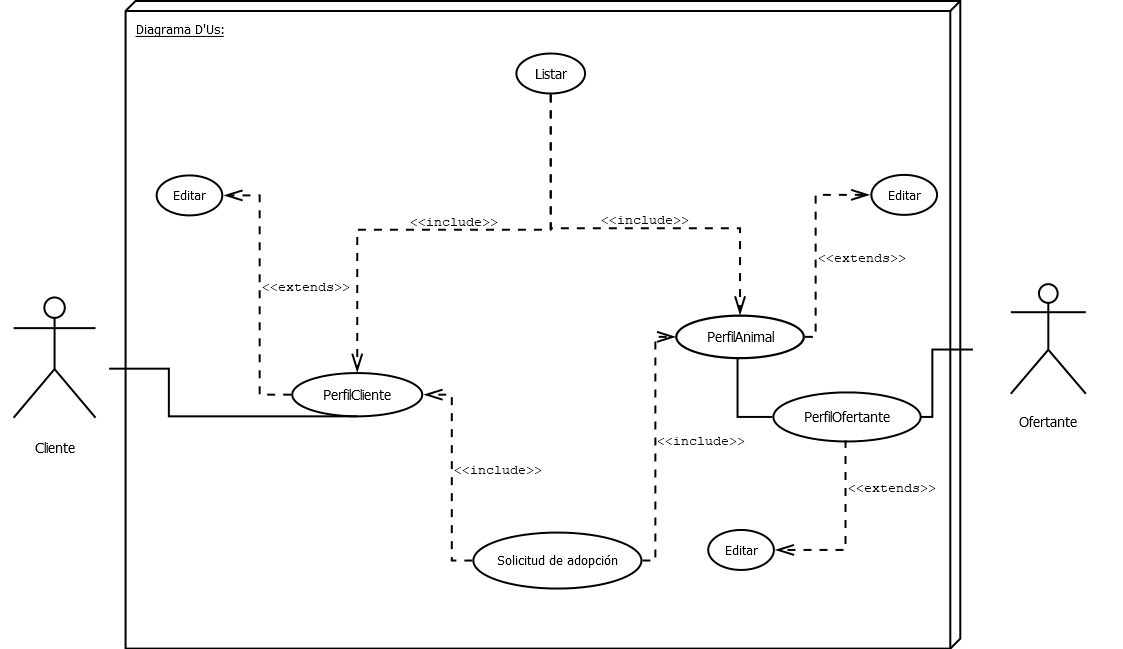 Diagrama D'Us:
Listar
Editar
Editar
<<include>>
<<include>>
<<extends>>
<<extends>>
PerfilAnimal
PerfilCliente
PerfilOfertante
Cliente
Ofertante
<<include>>
<<include>>
<<extends>>
Solicitud de adopción
Editar